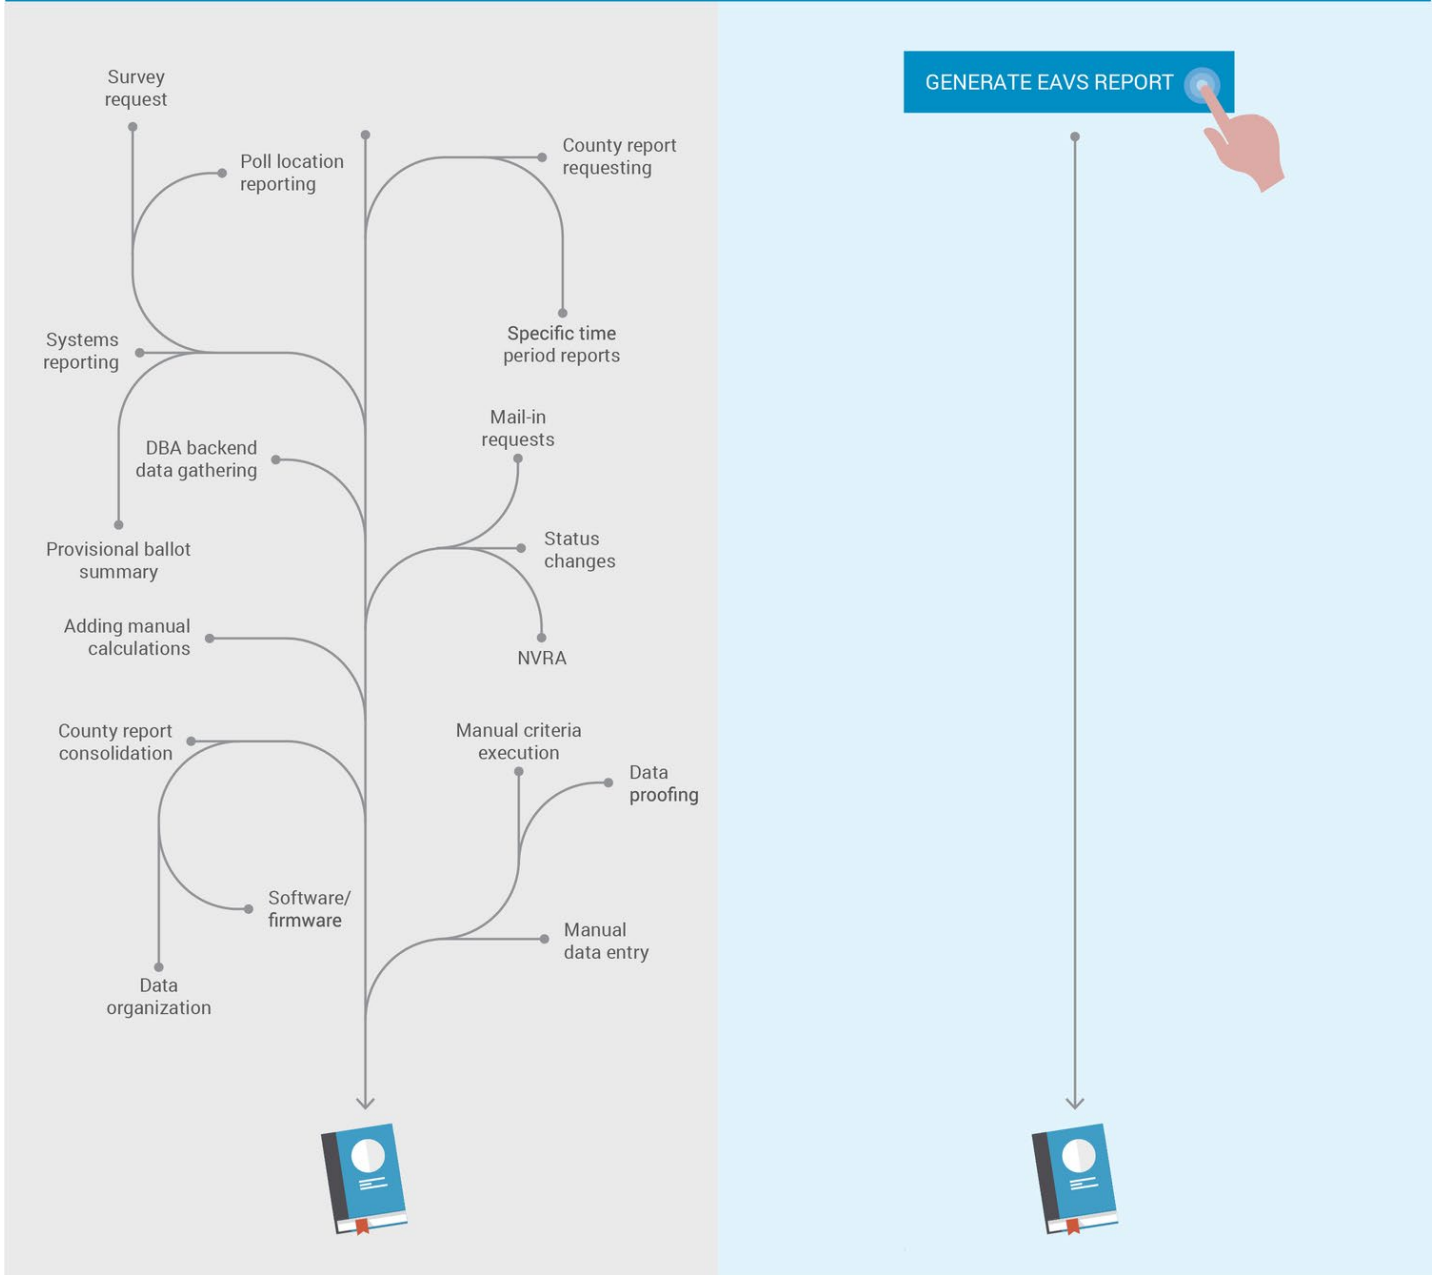 Survey
request
Poll location
reporting
County report
requesting
Systems
reporting
Specific time
period reports
DBA backend
data gathering
Mail-in
requests
Provisional ballot
summary
Status
changes
Adding manual
calculations
NVRA
County report
consolidation
Manual criteria
execution
Data
proofing
Software/
firmware
Manual
data entry
Data
organization
GENERATE EAVS REPORT